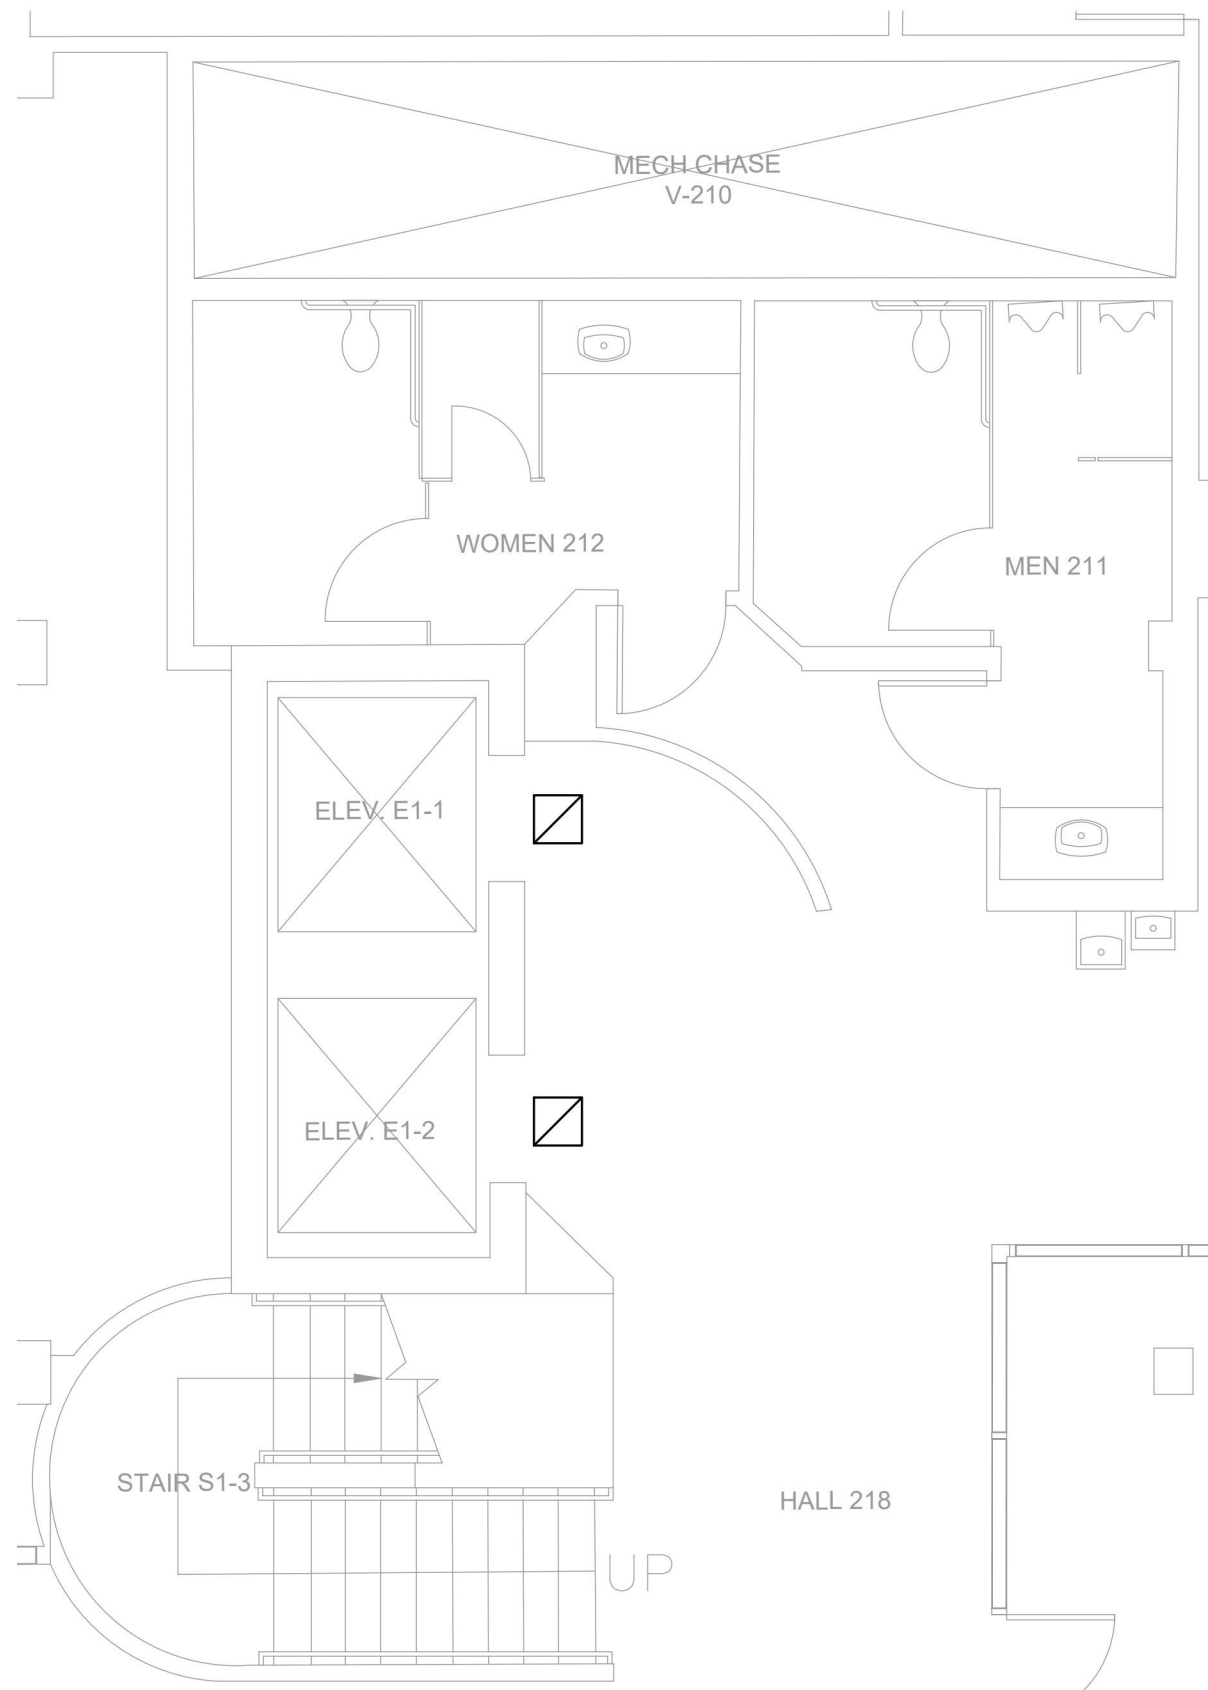 MECH CHASE
V-210
WOMEN 212
MEN 211
ELEV. E1-1
ELEV. E1-2
STAIR S1-3
HALL 218
UP